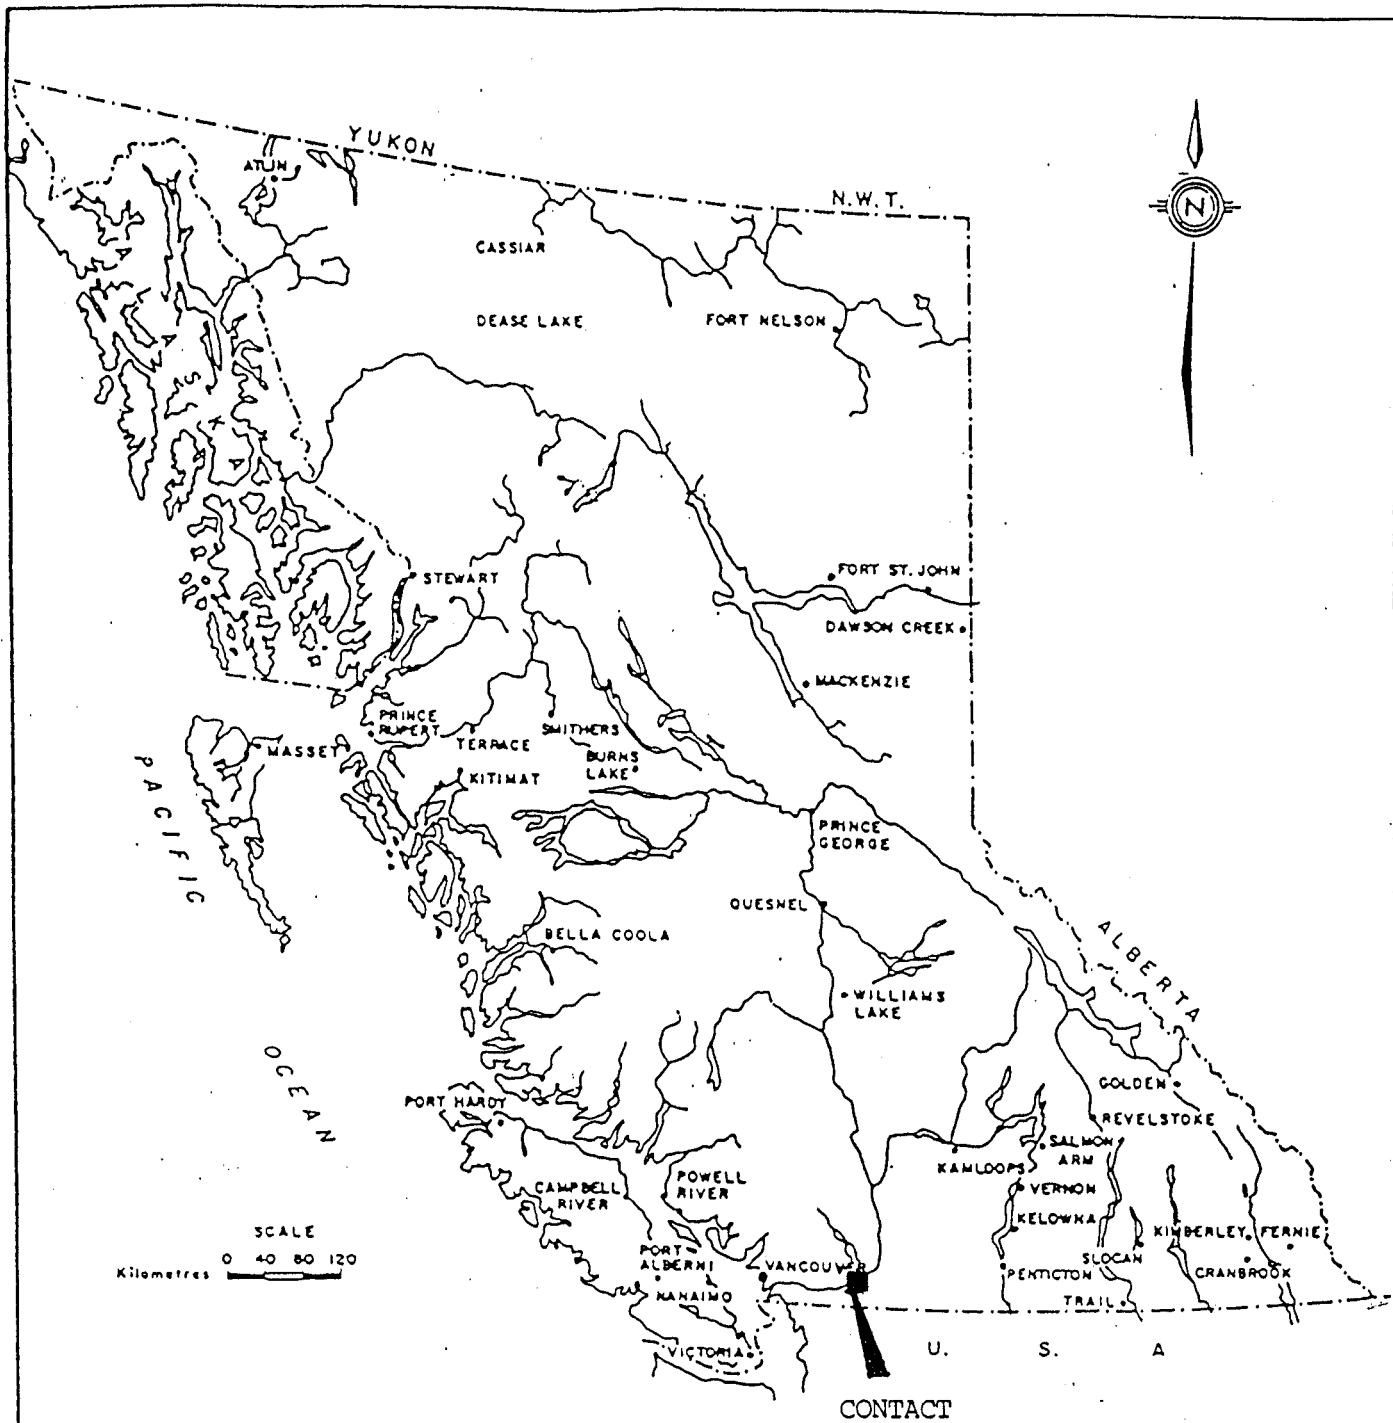 YUKON
ATLIN
N.W.T.
N
CASSIAR
DEASE LAKE
FORT NELSON
ALASKA
STEWART
FORT ST. JOHN
DAWSON CREEK
MACKENZIE
PRINCE
RUPERT
TERRACE
SMITHERS
MASSET
BURNS
LAKE
KITIMAT
PACIFIC
PRINCE
GEORGE
QUESNEL
BELLA COOLA
ALBERTA
WILLIAMS
LAKE
OCEAN
GOLDEN
PORT HARDY
REVELSTOKE
SALMON
ARM
KAMLOOPS
POWELL
RIVER
CAMPBELL
RIVER
VERNON
KELOWNA
KIMBERLEY
FERNIE
SCALE
0 40 80 120
Kilometres
PORT
ALBERNI
VANCOUVER
SLOCAN
PENTICTON
CRANBROOK
NANAIMO
TRAIL
VICTORIA
U. S. A
CONTACT